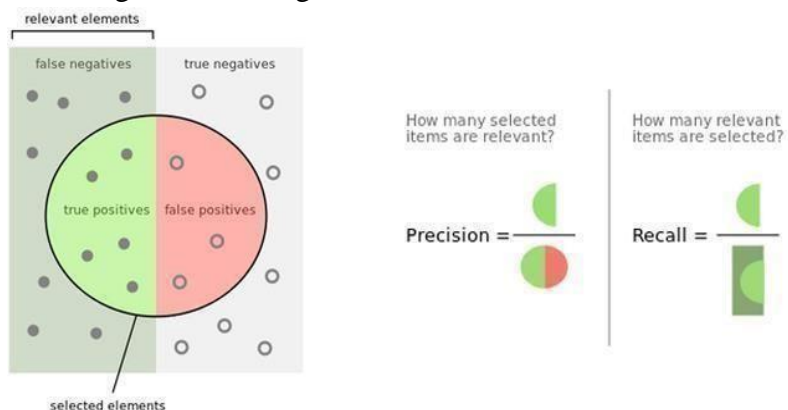 relevant elements
false negatives
true negatives
true positives
false positives
selected elements
How many selected
items are relevant?
Precision =
How many relevant
items are selected?
Recall =